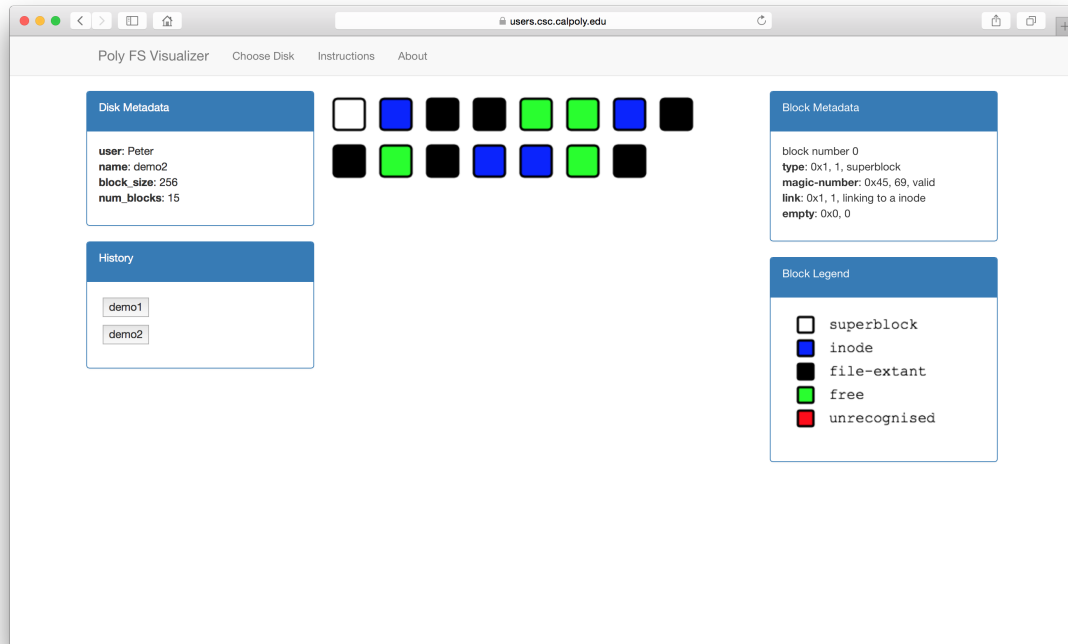 users.csc.calpoly.edu
Poly FS Visualizer Choose Disk Instructions About
Disk Metadata
user: Peter
name: demo2
block_size: 256
num_blocks: 15
History
demo1
demo2
Block Metadata
block number 0
type: 0x1, 1, superblock
magic-number: 0x45, 69, valid
link: 0x1, 1, linking to a inode
empty: 0x0, 0
Block Legend
superblock
inode
file-extant
free
unrecognised